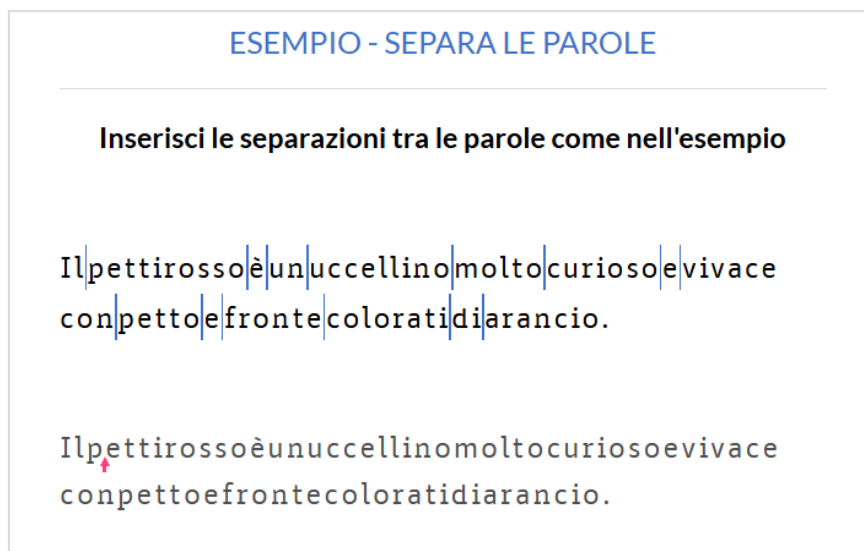 ESEMPIO - SEPARA LE PAROLE
Inserisci le separazioni tra le parole come nell'esempio
Il|pettirosso|è|un|uccellino|molto|curioso|e|vivace
con|petto|e|fronte|colorati|di|arancio.
Ilpettirossoèunuccellinomoltocuriosoevivace
conpettoefrontecoloratidiarancio.